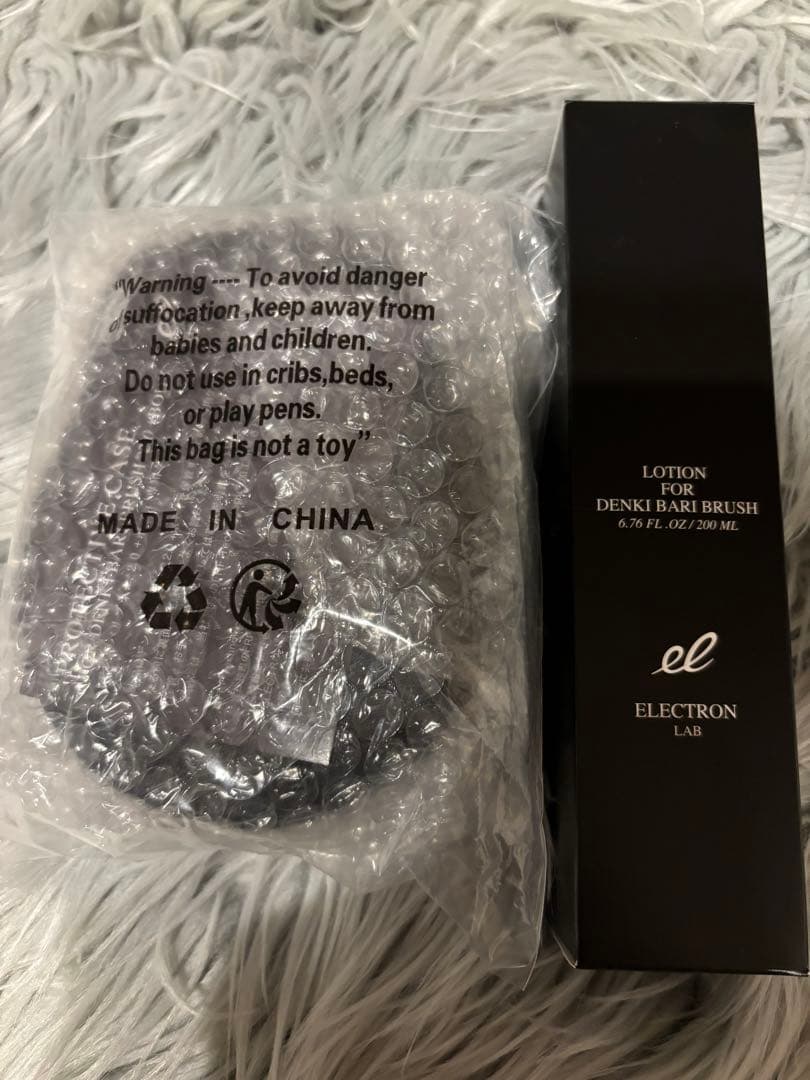 "Warning ---- To avoid danger
of suffocation ,keep away from
babies and children.
Do not use in cribs,beds,
or play pens.
This bag is not a toy"
MADE IN CHINA
PROTECTIVE CASE
LOTION
FOR
DENKI BARI BRUSH
6.76 FL .OZ / 200 ML
el
ELECTRON
LAB